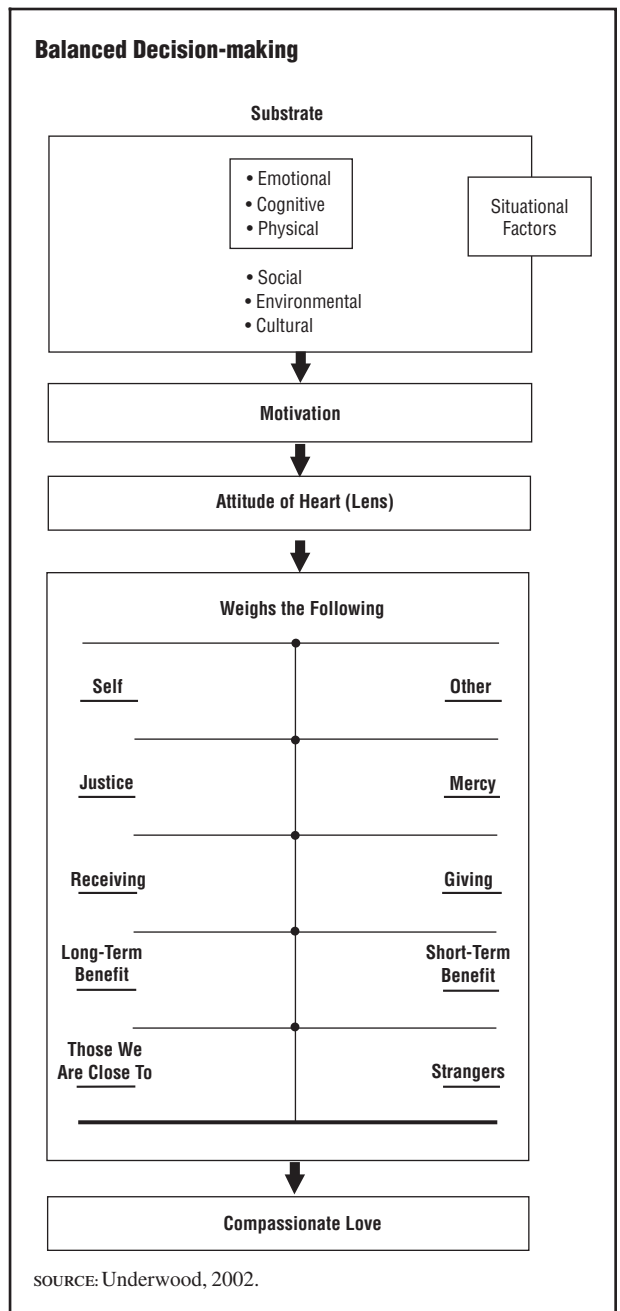 Balanced Decision-making
Substrate
• Emotional
• Cognitive
• Physical
Situational
Factors
• Social
• Environmental
• Cultural
Motivation
Attitude of Heart (Lens)
Weighs the Following
Self
Other
Justice
Mercy
Receiving
Giving
Long-Term
Benefit
Short-Term
Benefit
Those We
Are Close To
Strangers
Compassionate Love
SOURCE: Underwood, 2002.